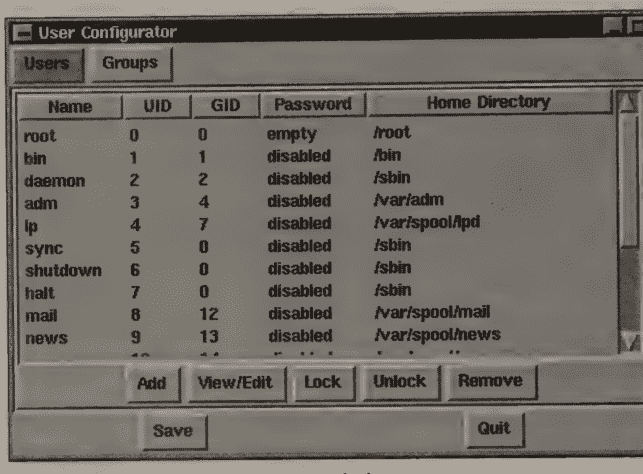 User Configurator
Users Groups
Name UID GID Password Home Directory
root 0 0 empty /root
bin 1 1 disabled /bin
daemon 2 2 disabled /sbin
adm 3 4 disabled /var/adm
lp 4 7 disabled /var/spool/lpd
sync 5 0 disabled /sbin
shutdown 6 0 disabled /sbin
halt 7 0 disabled /sbin
mail 8 12 disabled /var/spool/mail
news 9 13 disabled /var/spool/news
Add View/Edit Lock Unlock Remove
Save Quit